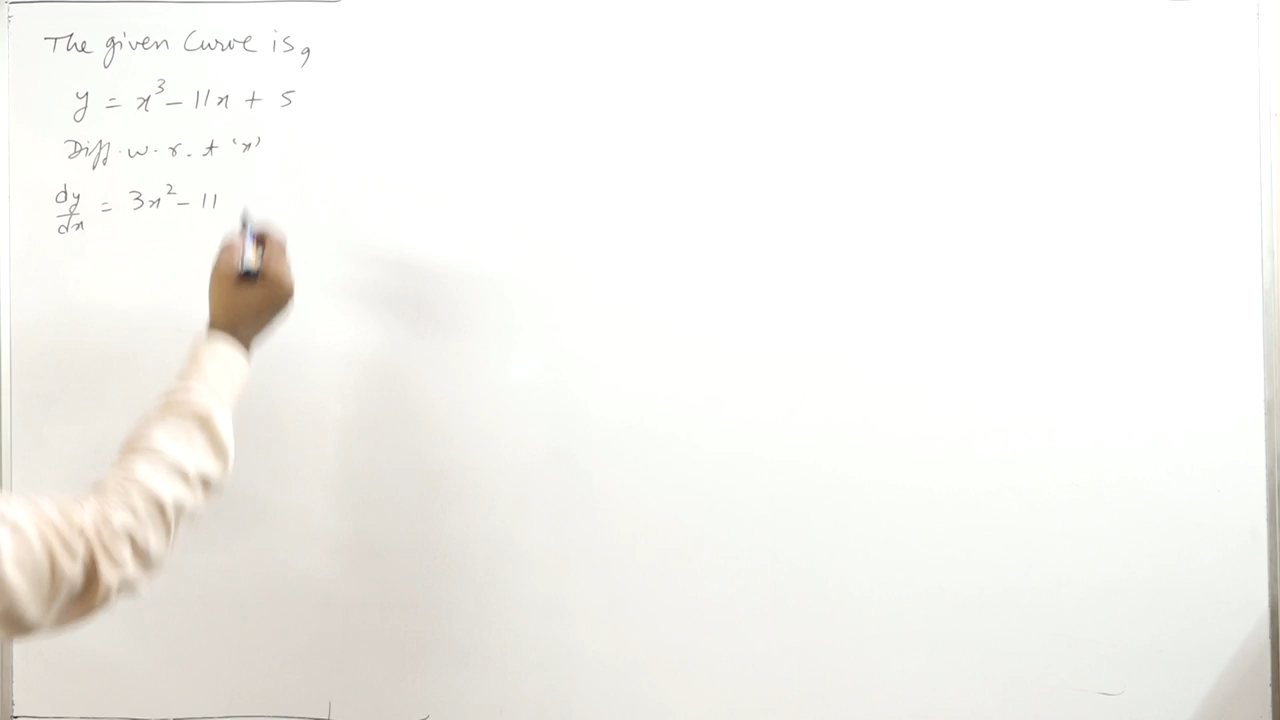 The given Curve is,
y = x³ - 11x + 5
Diff. w. r. t 'x'
dy/dx = 3x² - 11